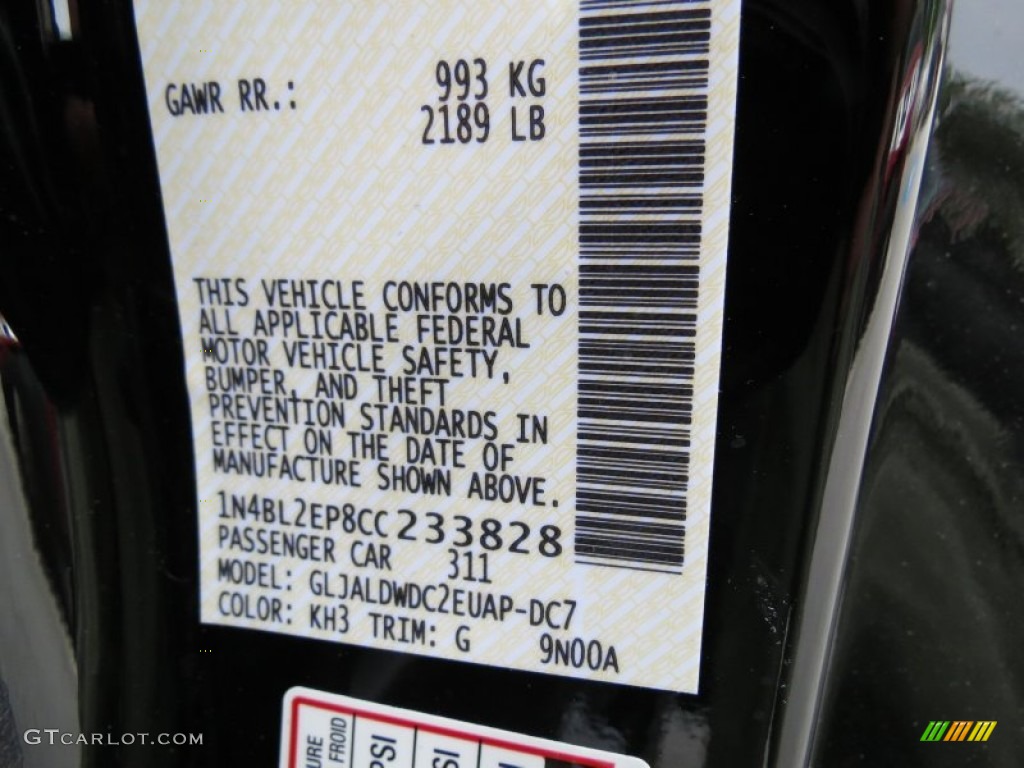 GAWR RR.: 993 KG
2189 LB
THIS VEHICLE CONFORMS TO
ALL APPLICABLE FEDERAL
MOTOR VEHICLE SAFETY,
BUMPER, AND THEFT
PREVENTION STANDARDS IN
EFFECT ON THE DATE OF
MANUFACTURE SHOWN ABOVE.
1N4BL2EP8CC233828
PASSENGER CAR 311
MODEL: GLJALDWDC2EUAP-DC7
COLOR: KH3 TRIM: G 9N00A
FROID
PSI
GTCARLOT.COM